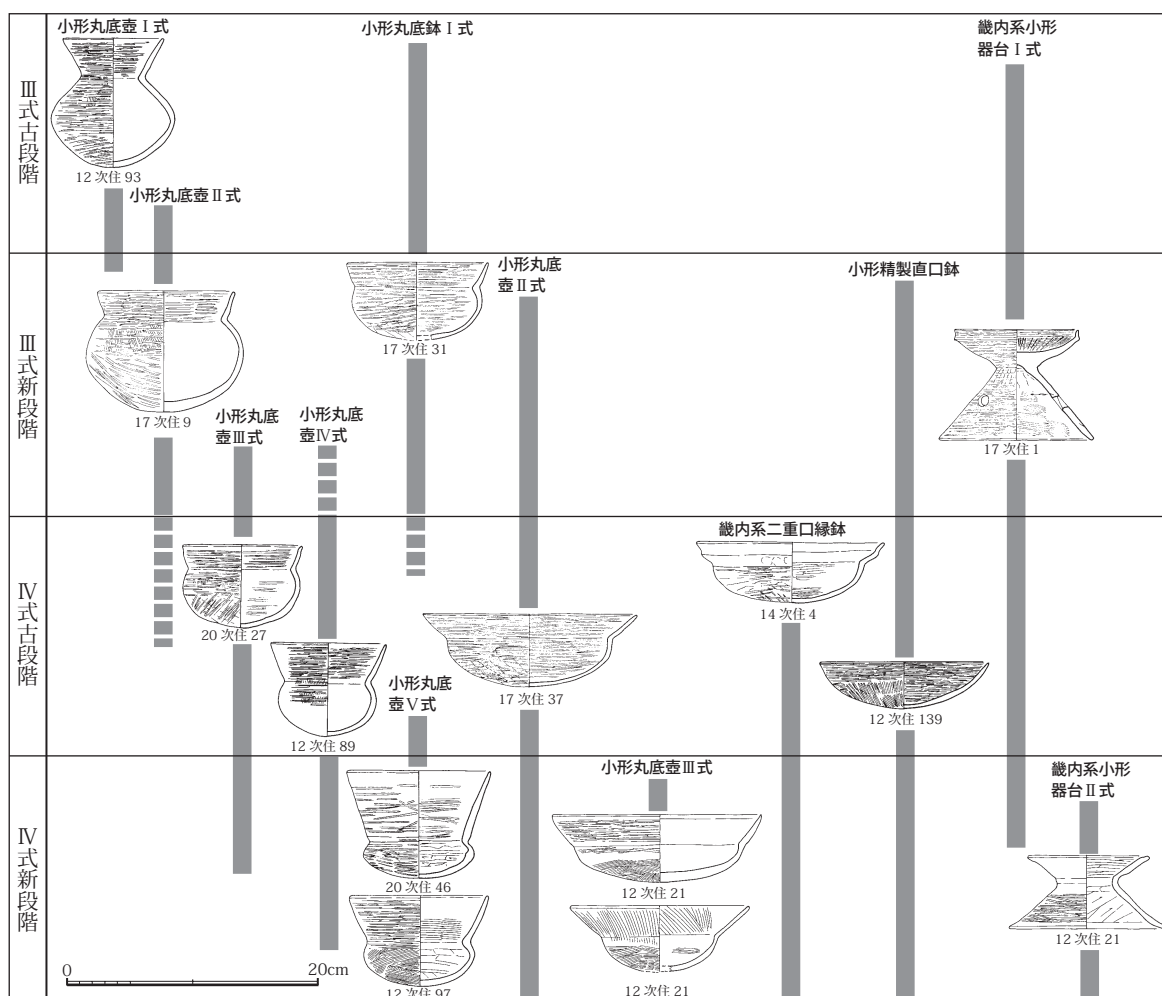 Ⅲ式古段階
小形丸底壺Ⅰ式
12次住93
小形丸底壺Ⅱ式
小形丸底鉢Ⅰ式
畿内系小形
器台Ⅰ式
Ⅲ式新段階
17次住9
小形丸底
壺Ⅲ式
小形丸底
壺Ⅳ式
17次住31
小形丸底
壺Ⅱ式
小形精製直口鉢
17次住1
Ⅳ式古段階
20次住27
12次住89
小形丸底
壺Ⅴ式
17次住37
畿内系二重口縁鉢
14次住4
12次住139
Ⅳ式新段階
20次住46
12次住97
小形丸底壺Ⅲ式
12次住21
12次住21
畿内系小形
器台Ⅱ式
12次住21
0 20cm